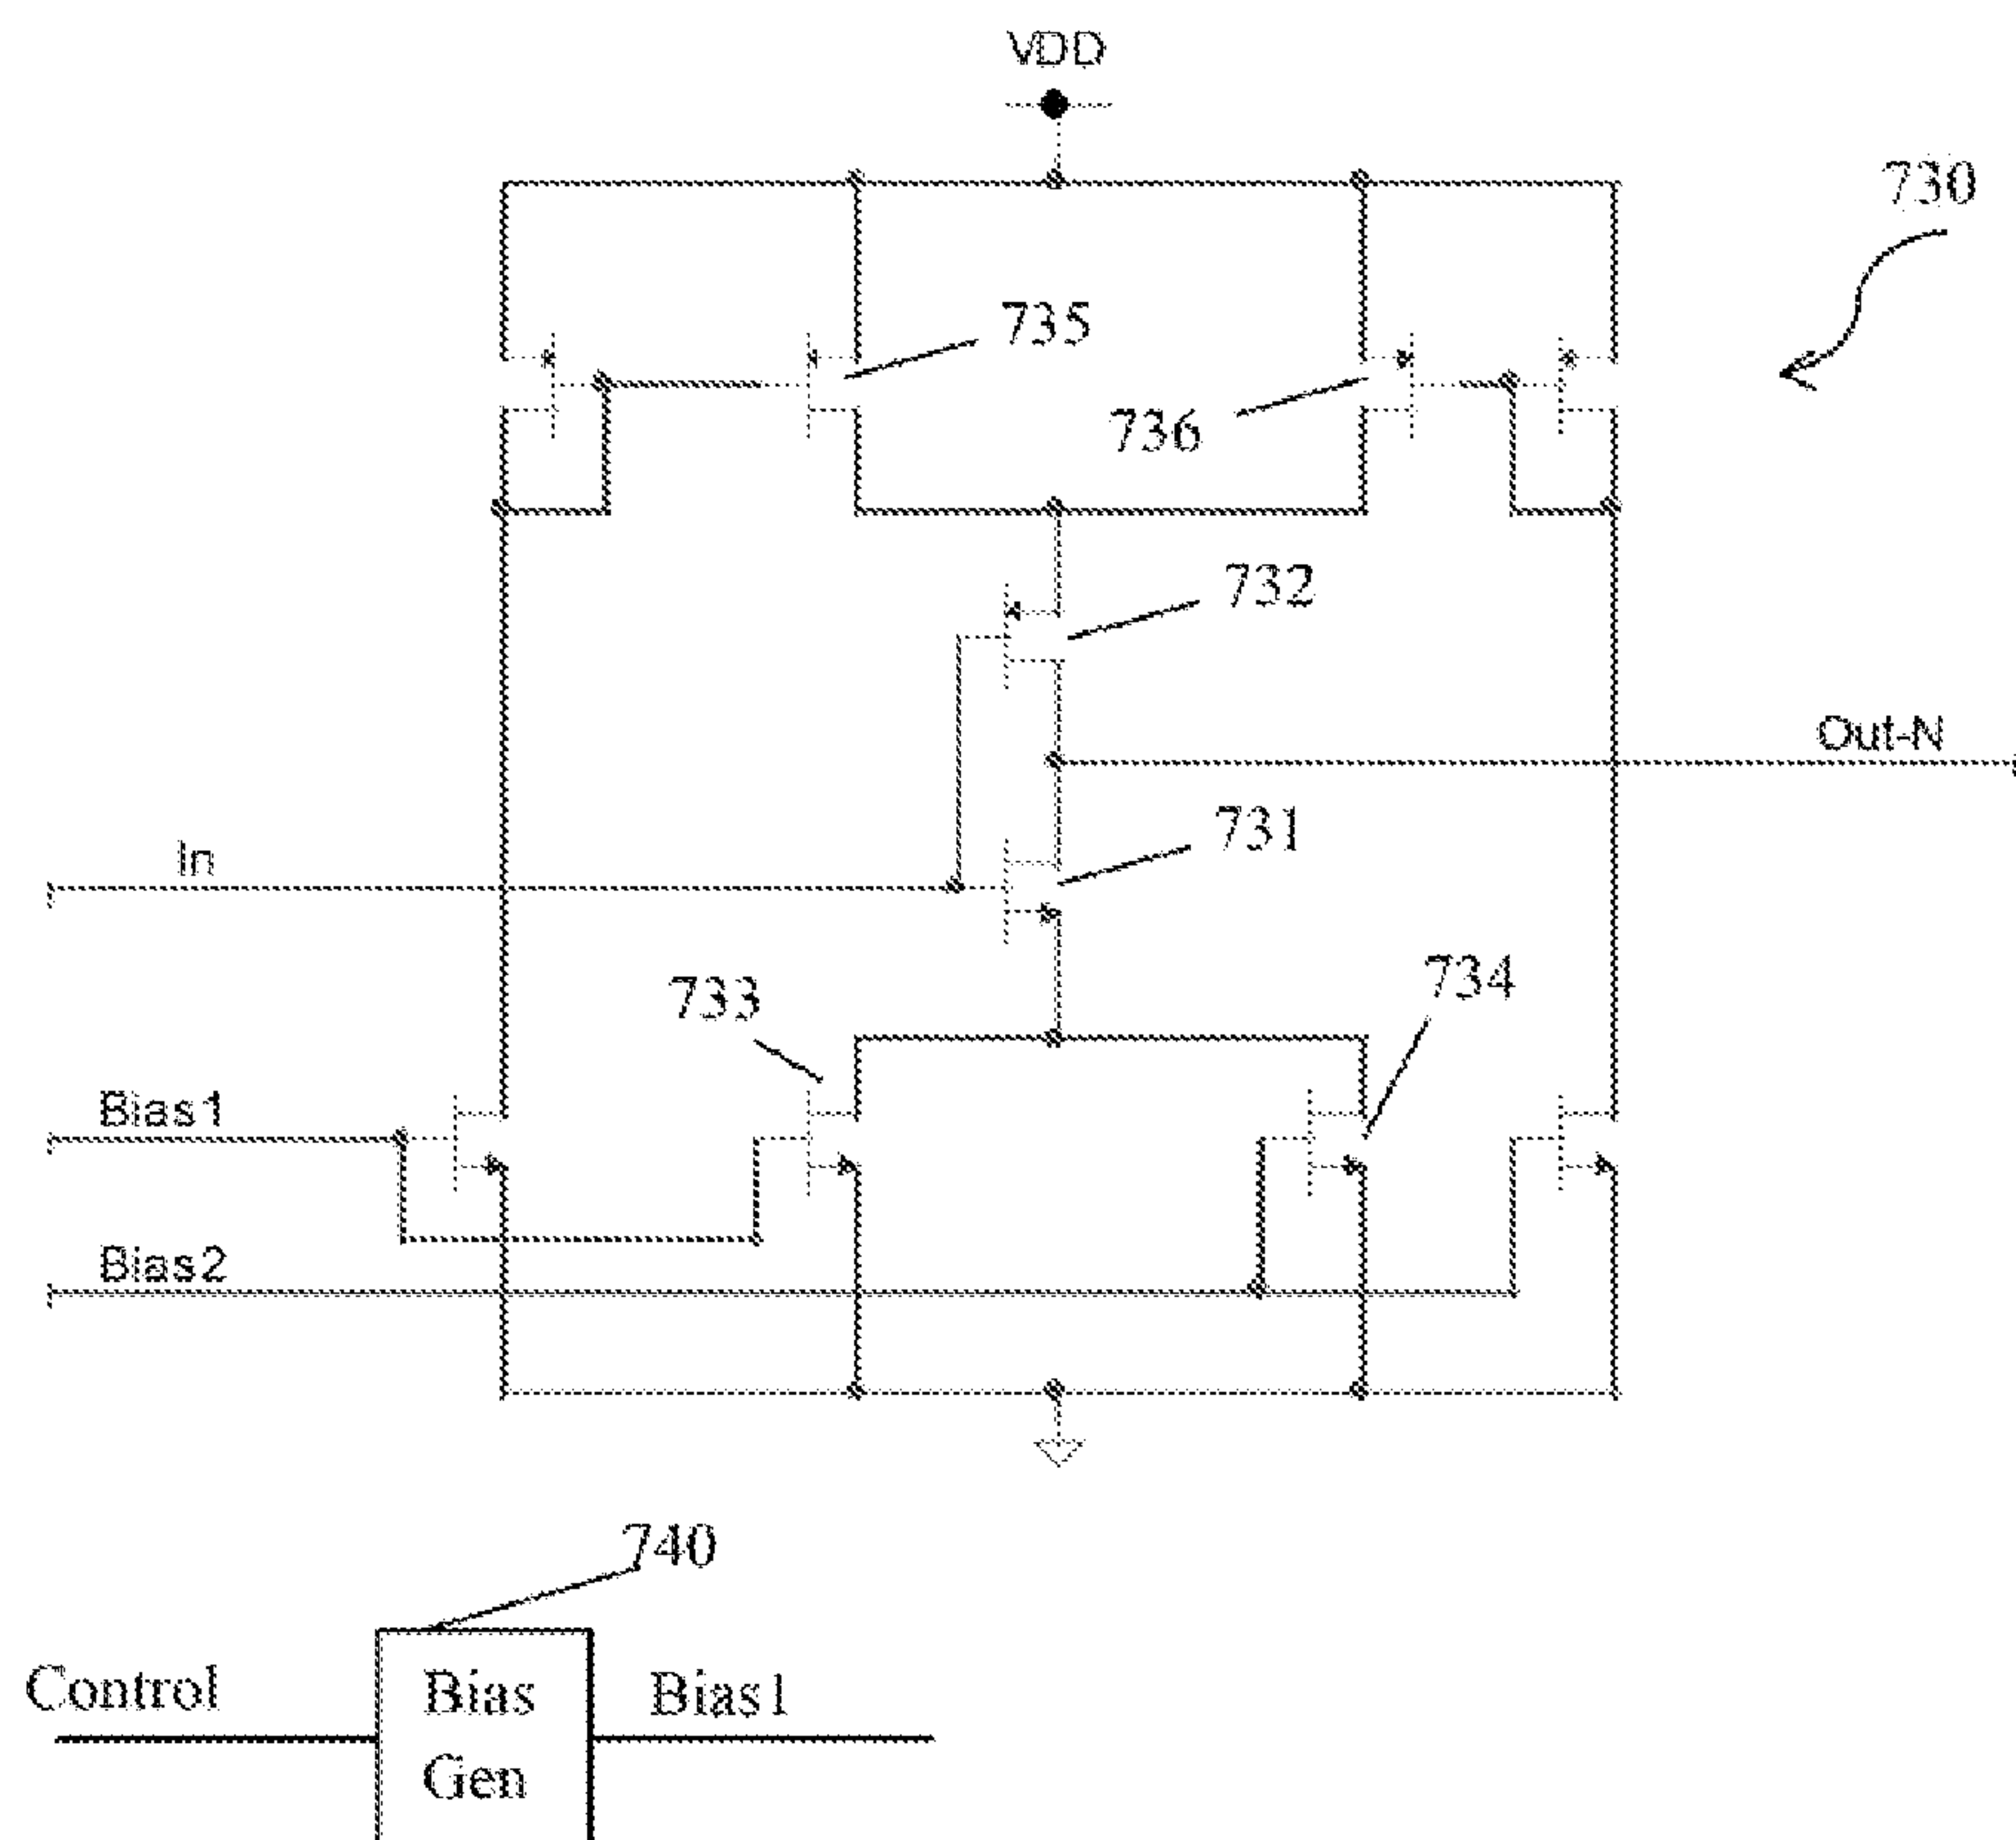 VDD
730
735
736
732
Out-N
731
In
733
734
Bias1
Bias2
740
Control
Bias
Gen
Bias1